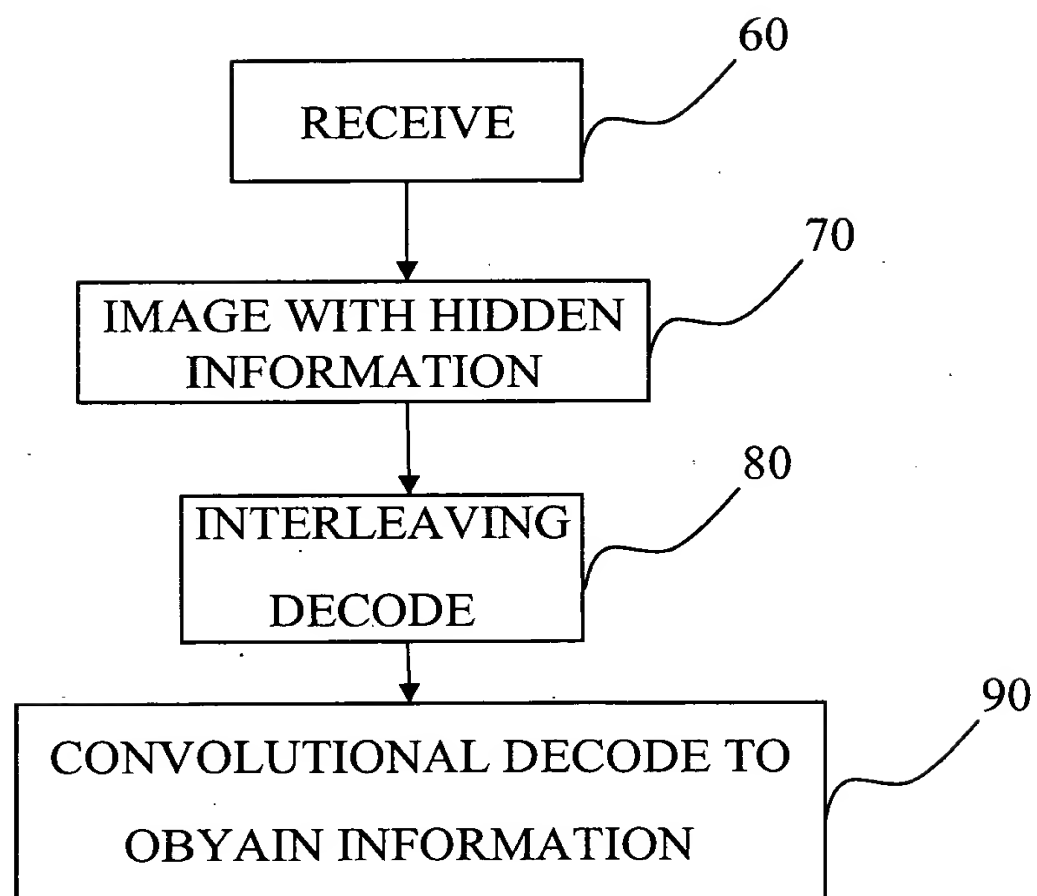 60
RECEIVE
70
IMAGE WITH HIDDEN
INFORMATION
80
INTERLEAVING
DECODE
90
CONVOLUTIONAL DECODE TO
OBYAIN INFORMATION